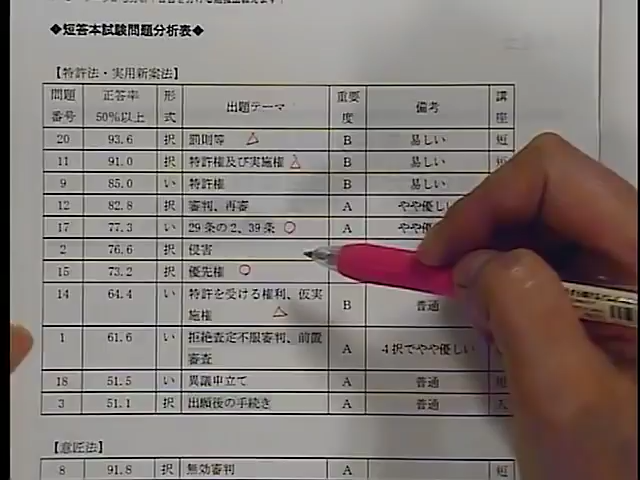 ◆短答本試験問題分析表◆
【特許法・実用新案法】
問題番号 正答率50%以上 形式 出題テーマ 重要度 備考 講座
20 93.6 択 罰則等 △ B 易しい 短
11 91.0 択 特許権及び実施権 △ B 易しい 短
9 85.0 い 特許権 B 易しい
12 82.8 択 審判、再審 A やや優し
17 77.3 い 29条の2、39条 ○ A やや優
2 76.6 択 侵害
15 73.2 択 優先権 ○
14 64.4 い 特許を受ける権利、仮実
施権 △ B 普通
1 61.6 い 拒絶査定不服審判、前置
審査 A 4択でやや優しい
18 51.5 い 異議申立て A 普通 短
3 51.1 択 出願後の手続き A 普通
【意匠法】
8 91.8 択 無効審判 A 短